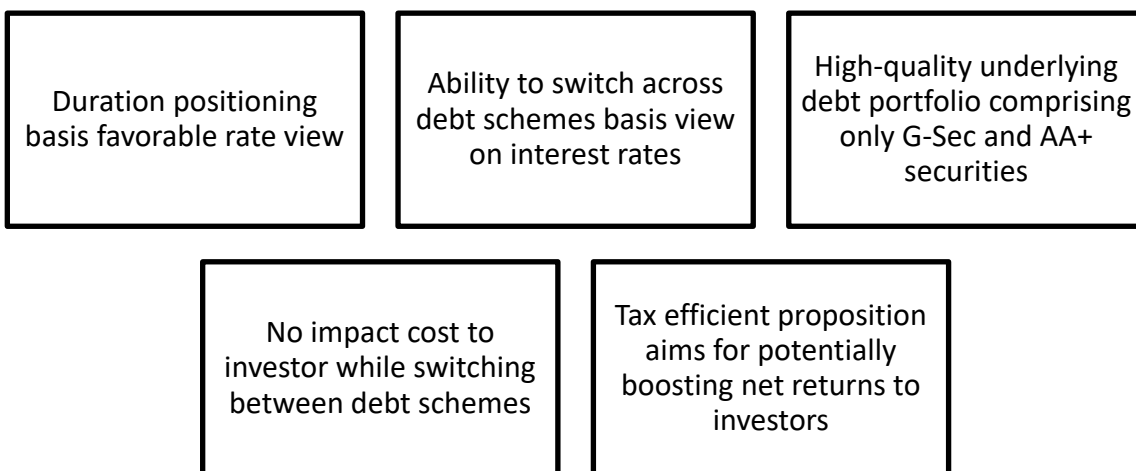 Duration positioning
basis favorable rate view
Ability to switch across
debt schemes basis view
on interest rates
High-quality underlying
debt portfolio comprising
only G-Sec and AA+
securities
No impact cost to
investor while switching
between debt schemes
Tax efficient proposition
aims for potentially
boosting net returns to
investors